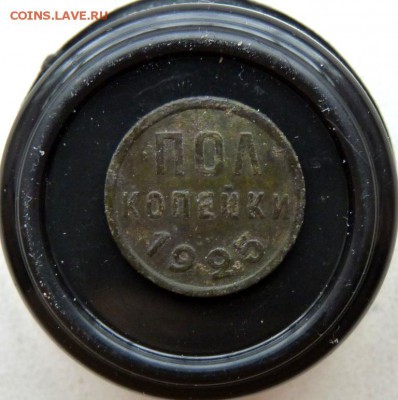 COINS.LAVE.RU
ПОЛ
КОПЕЙКИ
1925